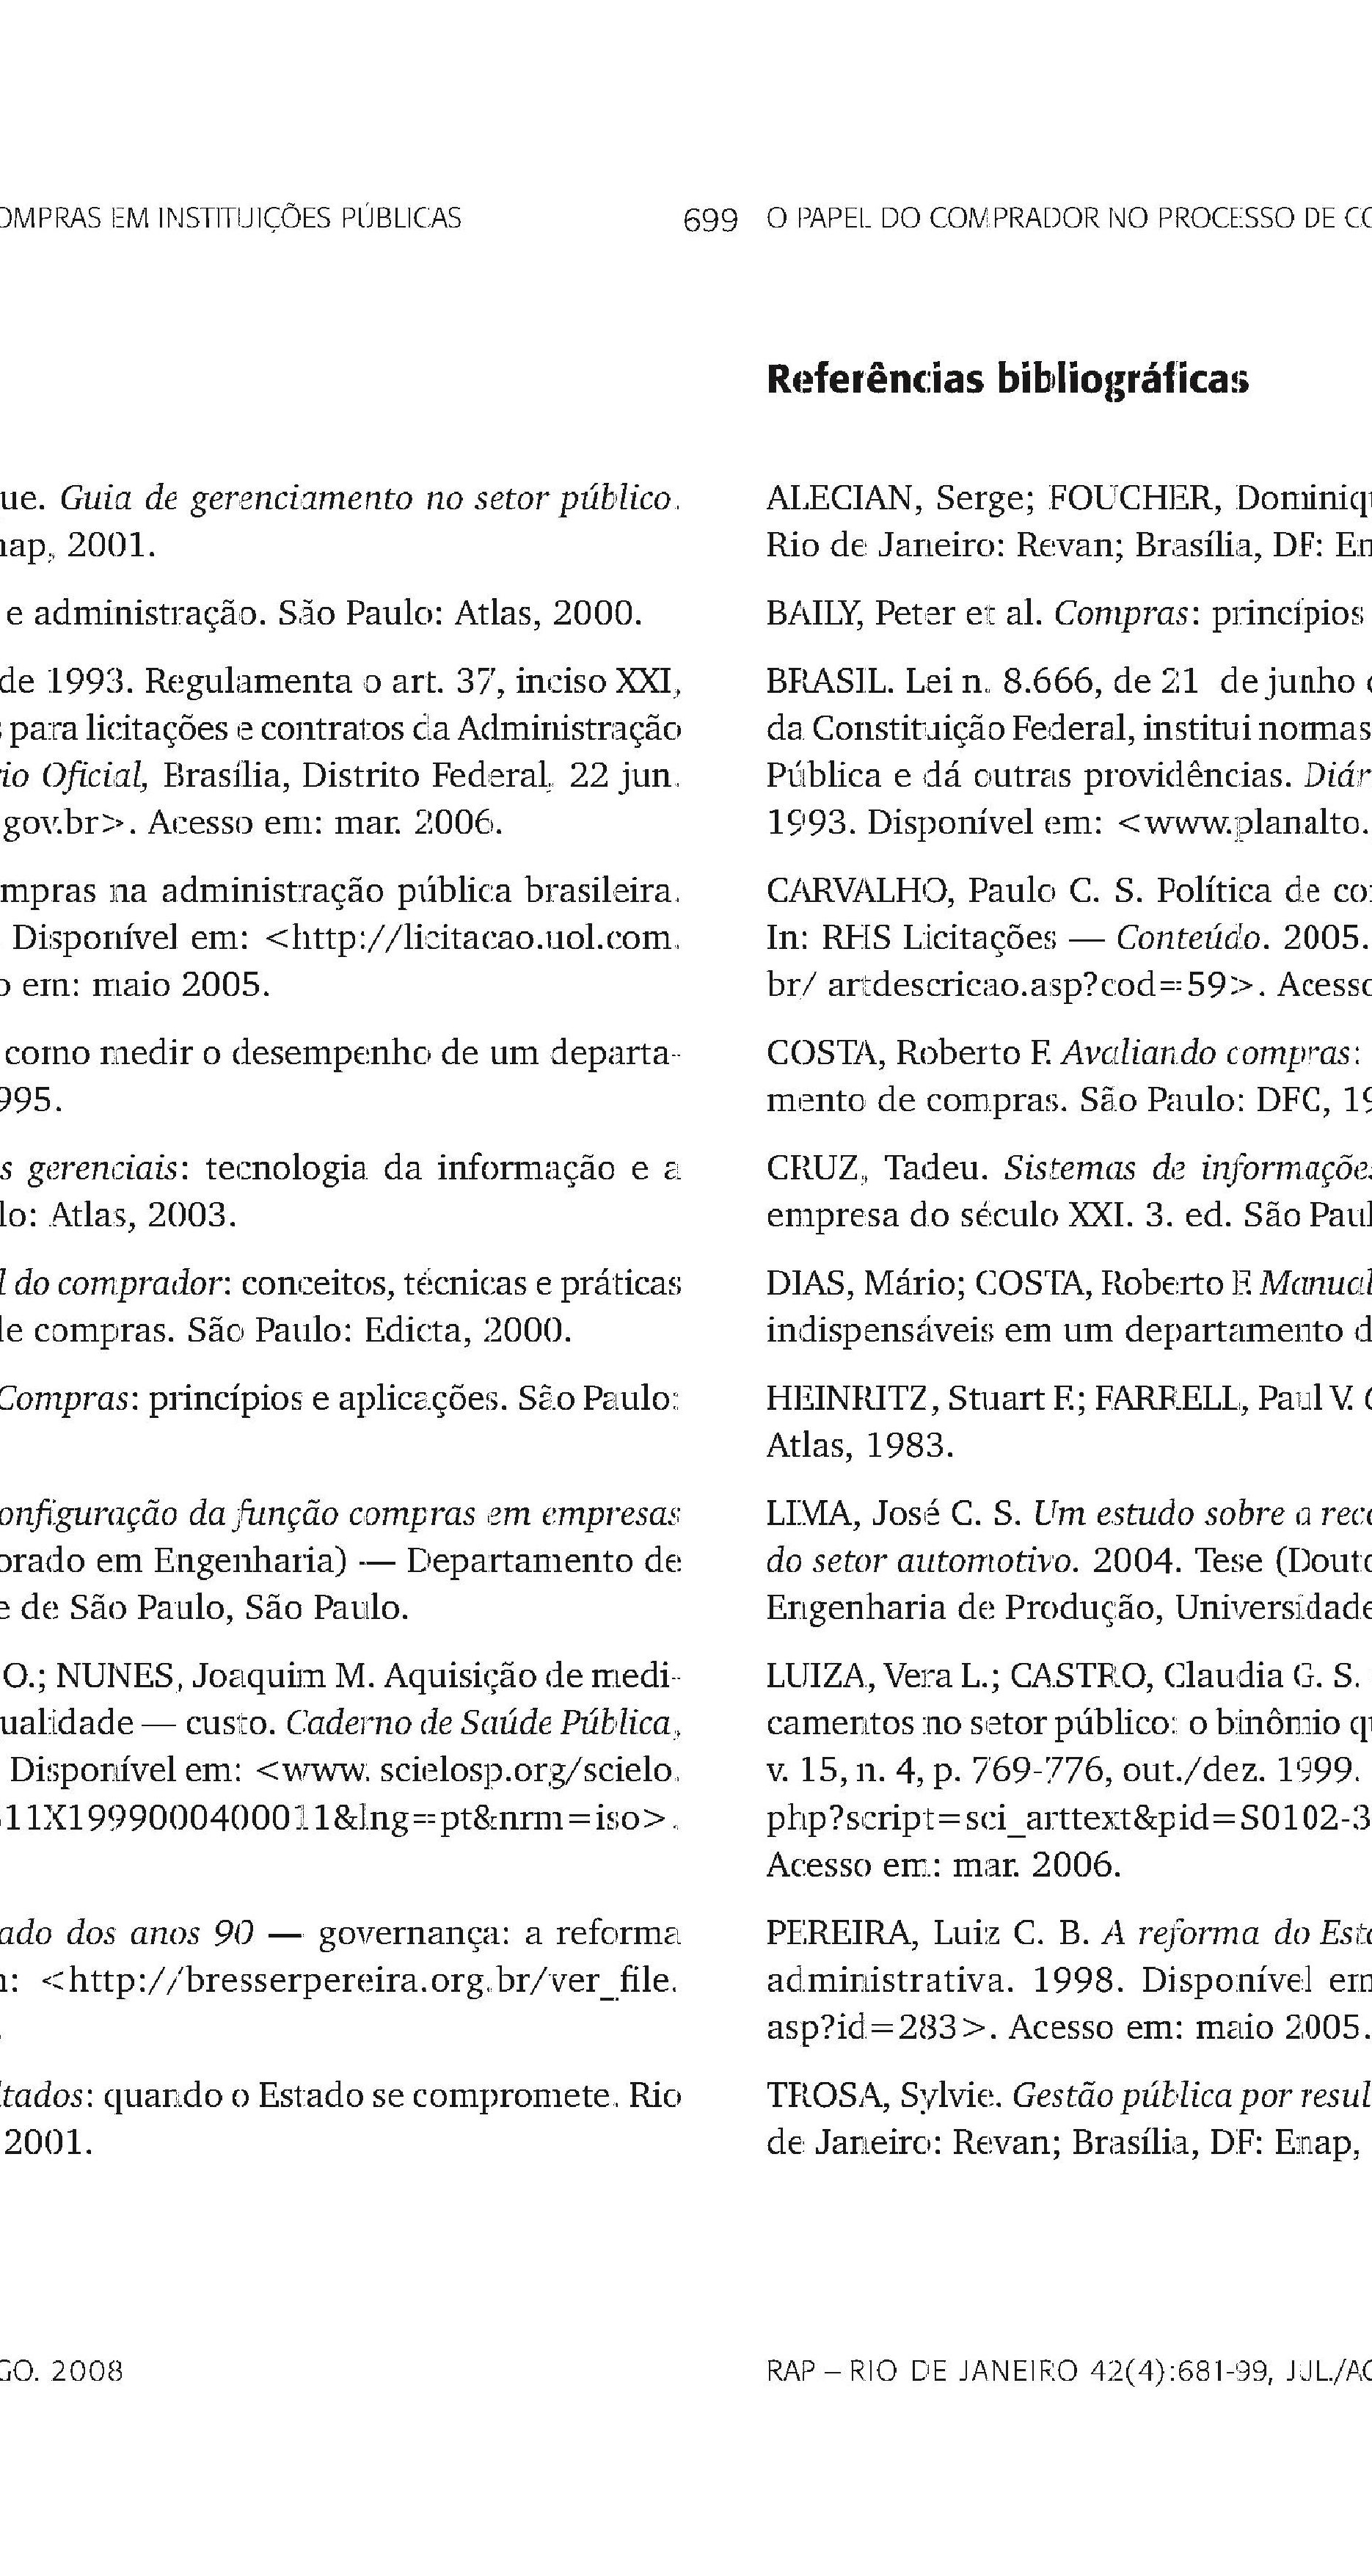 OMPRAS EM INSTITUIÇÕES PÚBLICAS 699
ue. Guia de gerenciamento no setor público.
nap, 2001.
e administração. São Paulo: Atlas, 2000.
de 1993. Regulamenta o art. 37, inciso XXI,
s para licitações e contratos da Administração
rio Oficial, Brasília, Distrito Federal, 22 jun.
gov.br>. Acesso em: mar. 2006.
mpras na administração pública brasileira.
Disponível em: <http://licitacao.uol.com.
o em: maio 2005.
como medir o desempenho de um departa-
995.
s gerenciais: tecnologia da informação e a
lo: Atlas, 2003.
l do comprador: conceitos, técnicas e práticas
de compras. São Paulo: Edicta, 2000.
Compras: princípios e aplicações. São Paulo:
onfiguração da função compras em empresas
orado em Engenharia) — Departamento de
e de São Paulo, São Paulo.
O.; NUNES, Joaquim M. Aquisição de medi-
ualidade — custo. Caderno de Saúde Pública,
Disponível em: <www. scielosp.org/scielo.
311X1999000400011&lng=pt&nrm=iso>.
ado dos anos 90 — governança: a reforma
m: <http://bresserpereira.org.br/ver_file.
.
ltados: quando o Estado se compromete. Rio
2001.
GO. 2008
O PAPEL DO COMPRADOR NO PROCESSO DE CO
Referências bibliográficas
ALECIAN, Serge; FOUCHER, Dominiq
Rio de Janeiro: Revan; Brasília, DF: En
BAILY, Peter et al. Compras: princípios
BRASIL. Lei n. 8.666, de 21 de junho d
da Constituição Federal, institui normas
Pública e dá outras providências. Diár
1993. Disponível em: <www.planalto.
CARVALHO, Paulo C. S. Política de co
In: RHS Licitações — Conteúdo. 2005.
br/ artdescricao.asp?cod=59>. Acesso
COSTA, Roberto F. Avaliando compras:
mento de compras. São Paulo: DFC, 19
CRUZ, Tadeu. Sistemas de informações
empresa do século XXI. 3. ed. São Paul
DIAS, Mário; COSTA, Roberto F. Manual
indispensáveis em um departamento d
HEINRITZ, Stuart F.; FARRELL, Paul V. C
Atlas, 1983.
LIMA, José C. S. Um estudo sobre a reco
do setor automotivo. 2004. Tese (Douto
Engenharia de Produção, Universidade
LUIZA, Vera L.; CASTRO, Claudia G. S.
camentos no setor público: o binômio qu
v. 15, n. 4, p. 769-776, out./dez. 1999.
php?script=sci_arttext&pid=S0102-3
Acesso em: mar. 2006.
PEREIRA, Luiz C. B. A reforma do Esta
administrativa. 1998. Disponível em
asp?id=283>. Acesso em: maio 2005.
TROSA, Sylvie. Gestão pública por resul
de Janeiro: Revan; Brasília, DF: Enap,
RAP – RIO DE JANEIRO 42(4):681-99, JUL./AG